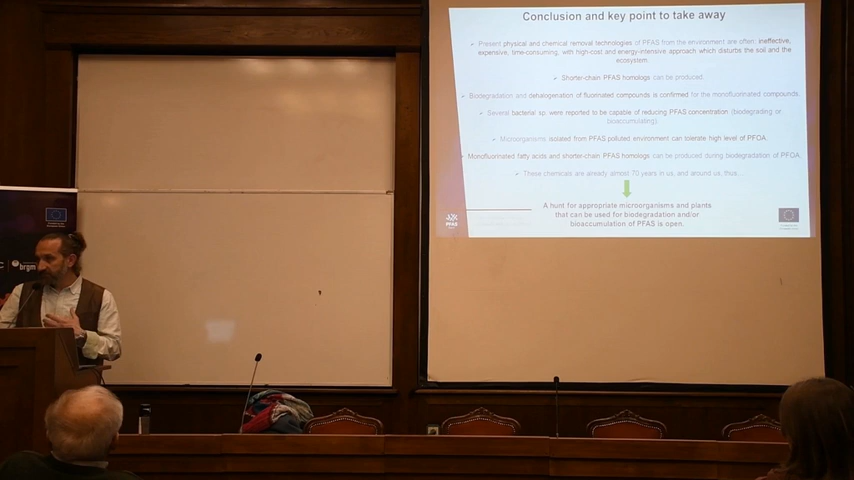 Conclusion and key point to take away
➢ Present physical and chemical removal technologies of PFAS from the environment are often: ineffective,
expensive, time-consuming, with high-cost and energy-intensive approach which disturbs the soil and the
ecosystem.
➢ Shorter-chain PFAS homologs can be produced.
➢ Biodegradation and dehalogenation of fluorinated compounds is confirmed for the monofluorinated compounds.
➢ Several bacterial sp. were reported to be capable of reducing PFAS concentration (biodegrading or
bioaccumulating).
➢ Microorganisms isolated from PFAS polluted environment can tolerate high level of PFOA.
➢ Monofluorinated fatty acids and shorter-chain PFAS homologs can be produced during biodegradation of PFOA.
➢ These chemicals are already almost 70 years in us, and around us, thus...
A hunt for appropriate microorganisms and plants
that can be used for biodegradation and/or
bioaccumulation of PFAS is open.
PFAS
brgm